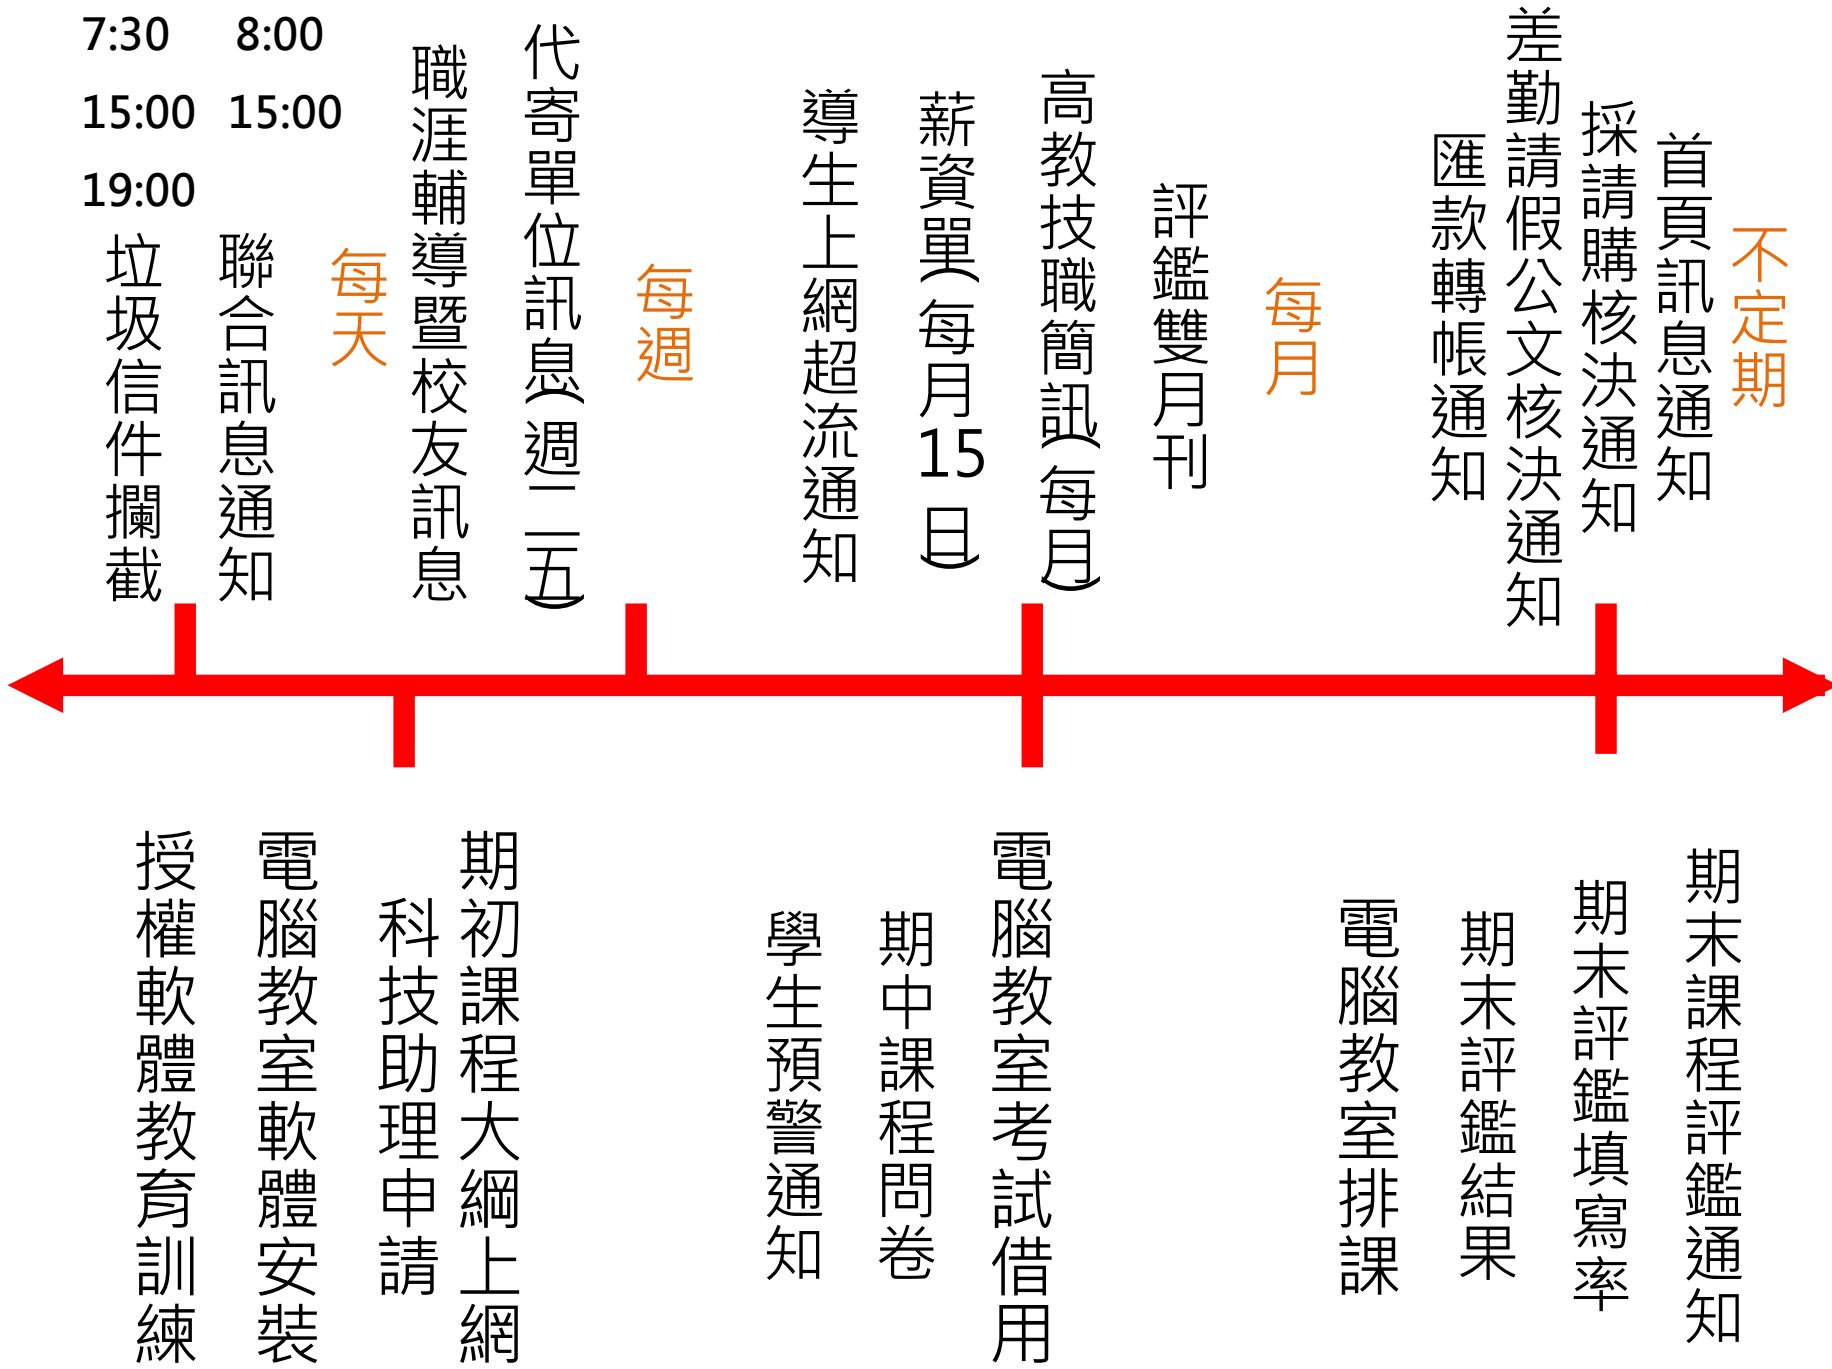 7:30
15:00
19:00
垃圾信件攔截
8:00
15:00
聯合訊息通知
每天
職涯輔導暨校友訊息
代寄單位訊息(週二五)
每週
導生上網超流通知
薪資單(每月15日)
高教技職簡訊(每月)
評鑑雙月刊
每月
匯款轉帳通知
差勤請假公文核決通知
採請購核決通知
首頁訊息通知
不定期
授權軟體教育訓練
電腦教室軟體安裝
科技助理申請
期初課程大綱上網
學生預警通知
期中課程問卷
電腦教室考試借用
電腦教室排課
期末評鑑結果
期末評鑑填寫率
期末課程評鑑通知